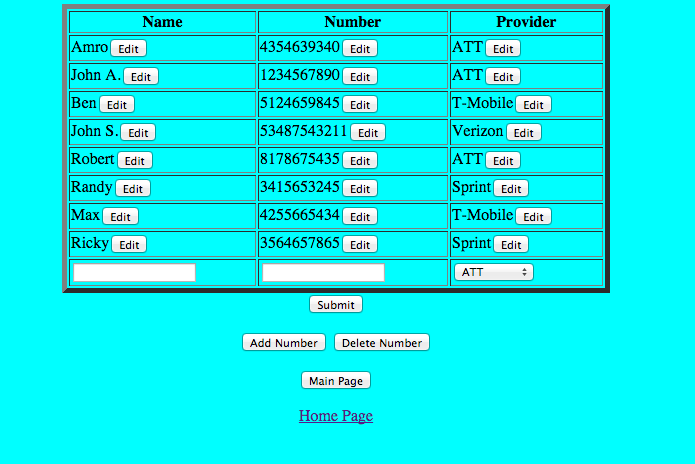 Name Number Provider
Amro Edit 4354639340 Edit ATT Edit
John A. Edit 1234567890 Edit ATT Edit
Ben Edit 5124659845 Edit T-Mobile Edit
John S. Edit 53487543211 Edit Verizon Edit
Robert Edit 8178675435 Edit ATT Edit
Randy Edit 3415653245 Edit Sprint Edit
Max Edit 4255665434 Edit T-Mobile Edit
Ricky Edit 3564657865 Edit Sprint Edit
ATT
Submit
Add Number Delete Number
Main Page
Home Page